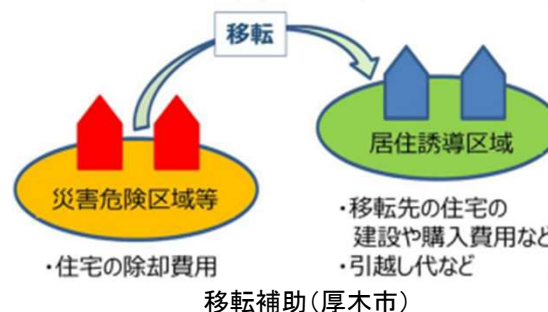 移転
災害危険区域等
居住誘導区域
・住宅の除却費用
・移転先の住宅の
建設や購入費用など
・引越し代など
移転補助(厚木市)